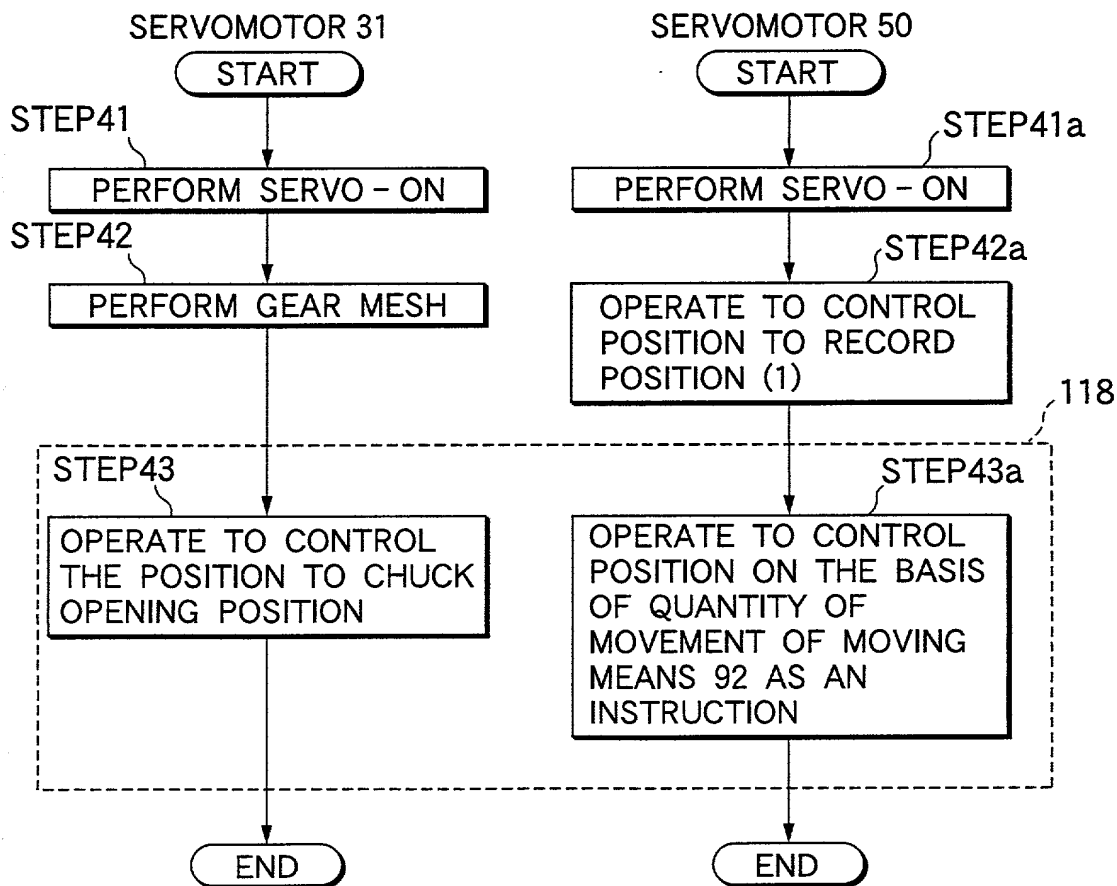 SERVOMOTOR 31
START
STEP41
PERFORM SERVO-ON
STEP42
PERFORM GEAR MESH
STEP43
OPERATE TO CONTROL
THE POSITION TO CHUCK
OPENING POSITION
END
SERVOMOTOR 50
START
STEP41a
PERFORM SERVO-ON
STEP42a
OPERATE TO CONTROL
POSITION TO RECORD
POSITION (1)
118
STEP43a
OPERATE TO CONTROL
POSITION ON THE BASIS
OF QUANTITY OF
MOVEMENT OF MOVING
MEANS 92 AS AN
INSTRUCTION
END